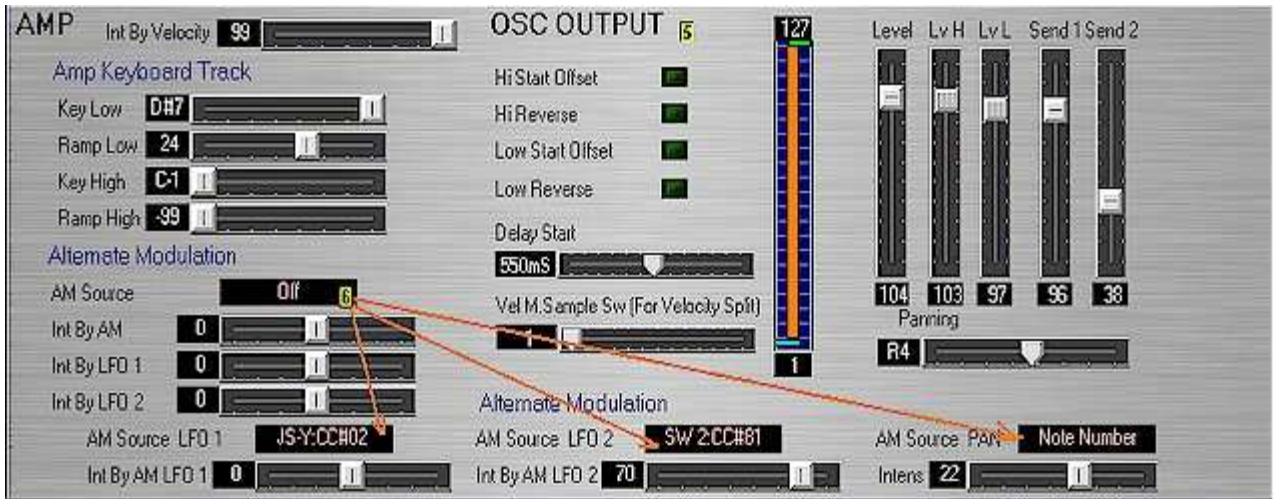 AMP
Int By Velocity 99
Amp Keyboard Track
Key Low D#7
Ramp Low 24
Key High C-1
Ramp High -99
Alternate Modulation
AM Source Off 6
Int By AM 0
Int By LFO 1 0
Int By LFO 2 0
AM Source LFO 1 JS-Y:CC#02
Int By AM LFO 1 0
OSC OUTPUT 5
Hi Start Offset
Hi Reverse
Low Start Offset
Low Reverse
Delay Start
550mS
Vel M.Sample Sw (For Velocity Split)
1
127
1
Alternate Modulation
AM Source LFO 2 SW 2:CC#81
Int By AM LFO 2 70
Level Lv H Lv L Send 1 Send 2
104 103 97 96 38
Panning
R4
AM Source PAN Note Number
Intens 22